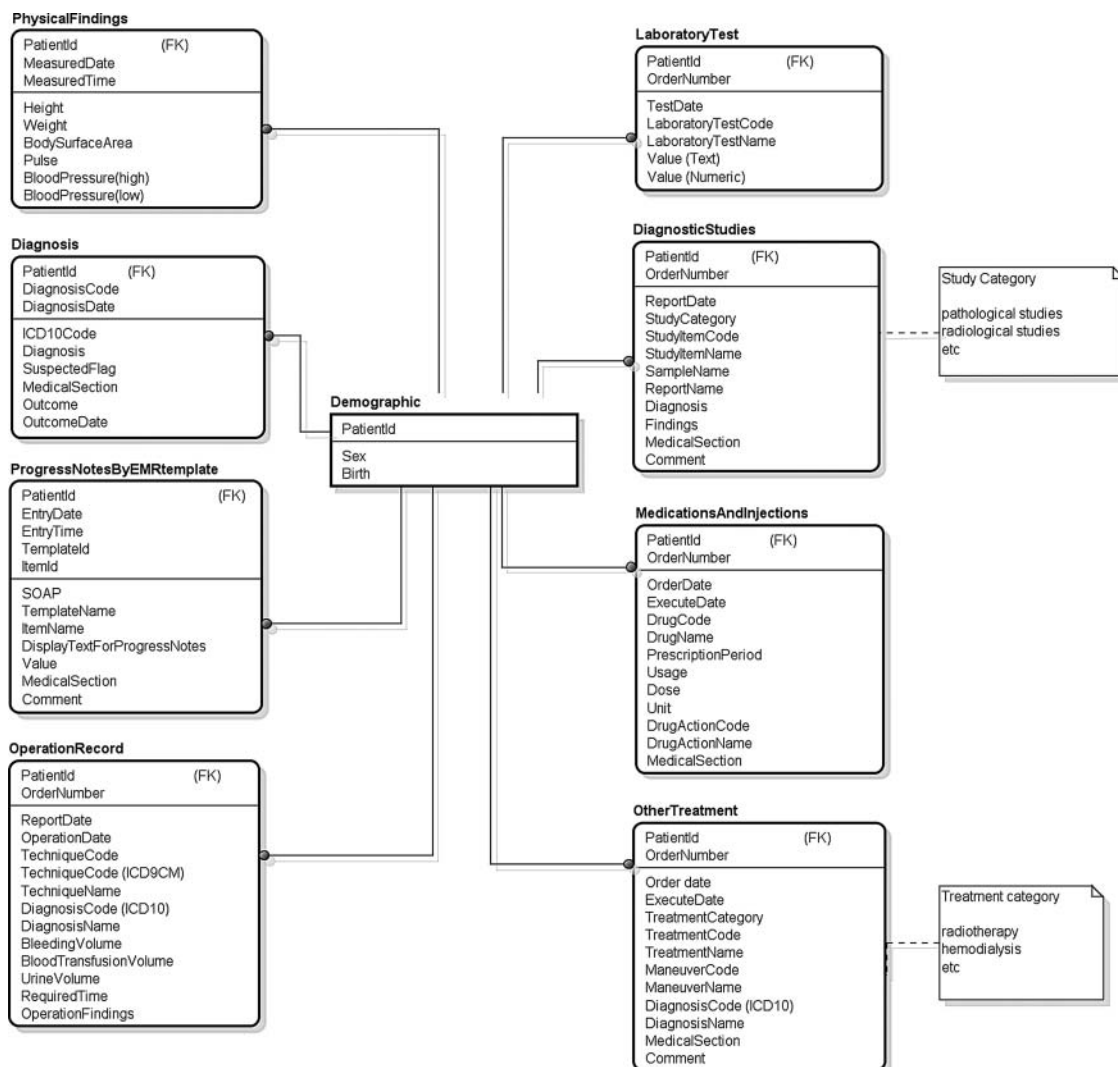 PhysicalFindings
PatientId (FK)
MeasuredDate
MeasuredTime
Height
Weight
BodySurfaceArea
Pulse
BloodPressure(high)
BloodPressure(low)
Diagnosis
PatientId (FK)
DiagnosisCode
DiagnosisDate
ICD10Code
Diagnosis
SuspectedFlag
MedicalSection
Outcome
OutcomeDate
ProgressNotesByEMRtemplate
PatientId (FK)
EntryDate
EntryTime
TemplateId
ItemId
SOAP
TemplateName
ItemName
DisplayTextForProgressNotes
Value
MedicalSection
Comment
OperationRecord
PatientId (FK)
OrderNumber
ReportDate
OperationDate
TechniqueCode
TechniqueCode (ICD9CM)
TechniqueName
DiagnosisCode (ICD10)
DiagnosisName
BleedingVolume
BloodTransfusionVolume
UrineVolume
RequiredTime
OperationFindings
Demographic
PatientId
Sex
Birth
LaboratoryTest
PatientId (FK)
OrderNumber
TestDate
LaboratoryTestCode
LaboratoryTestName
Value (Text)
Value (Numeric)
DiagnosticStudies
PatientId (FK)
OrderNumber
ReportDate
StudyCategory
StudyItemCode
StudyItemName
SampleName
ReportName
Diagnosis
Findings
MedicalSection
Comment
Study Category
pathological studies
radiological studies
etc
MedicationsAndInjections
PatientId (FK)
OrderNumber
OrderDate
ExecuteDate
DrugCode
DrugName
PrescriptionPeriod
Usage
Dose
Unit
DrugActionCode
DrugActionName
MedicalSection
OtherTreatment
PatientId (FK)
OrderNumber
Order date
ExecuteDate
TreatmentCategory
TreatmentCode
TreatmentName
ManeuverCode
ManeuverName
DiagnosisCode (ICD10)
DiagnosisName
MedicalSection
Comment
Treatment category
radiotherapy
hemodialysis
etc